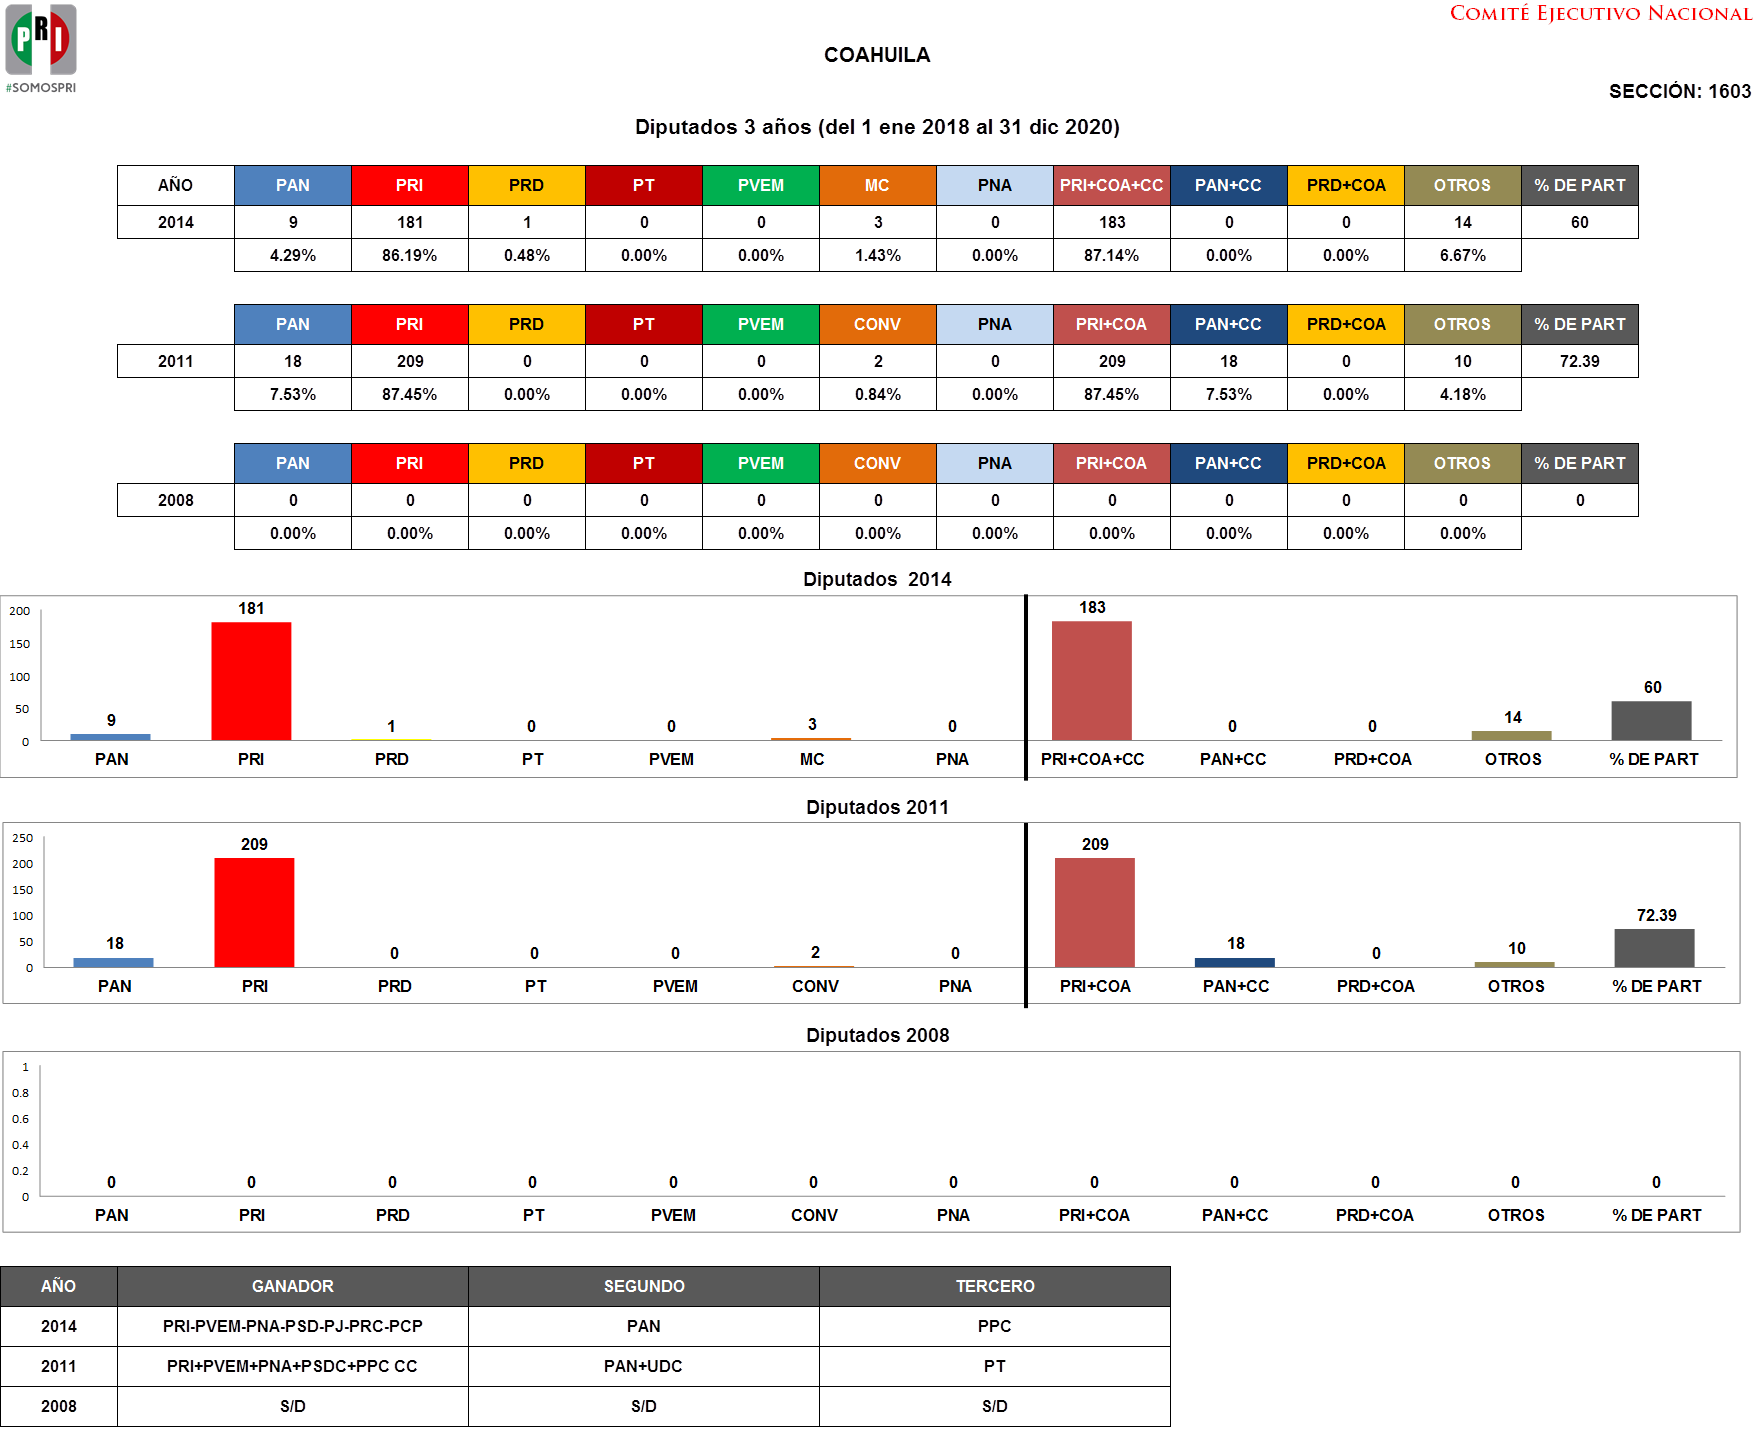 PRI
#SOMOSPRI
COMITÉ EJECUTIVO NACIONAL
COAHUILA
SECCIÓN: 1603
Diputados 3 años (del 1 ene 2018 al 31 dic 2020)
AÑO PAN PRI PRD PT PVEM MC PNA PRI+COA+CC PAN+CC PRD+COA OTROS % DE PART
2014 9 181 1 0 0 3 0 183 0 0 14 60
4.29% 86.19% 0.48% 0.00% 0.00% 1.43% 0.00% 87.14% 0.00% 0.00% 6.67%
PAN PRI PRD PT PVEM CONV PNA PRI+COA PAN+CC PRD+COA OTROS % DE PART
2011 18 209 0 0 0 2 0 209 18 0 10 72.39
7.53% 87.45% 0.00% 0.00% 0.00% 0.84% 0.00% 87.45% 7.53% 0.00% 4.18%
PAN PRI PRD PT PVEM CONV PNA PRI+COA PAN+CC PRD+COA OTROS % DE PART
2008 0 0 0 0 0 0 0 0 0 0 0 0
0.00% 0.00% 0.00% 0.00% 0.00% 0.00% 0.00% 0.00% 0.00% 0.00% 0.00%
Diputados 2014
200
150
100
50
0
9 181 1 0 0 3 0 183 0 0 14 60
PAN PRI PRD PT PVEM MC PNA PRI+COA+CC PAN+CC PRD+COA OTROS % DE PART
Diputados 2011
250
200
150
100
50
0
18 209 0 0 0 2 0 209 18 0 10 72.39
PAN PRI PRD PT PVEM CONV PNA PRI+COA PAN+CC PRD+COA OTROS % DE PART
Diputados 2008
1
0.8
0.6
0.4
0.2
0
0 0 0 0 0 0 0 0 0 0 0 0
PAN PRI PRD PT PVEM CONV PNA PRI+COA PAN+CC PRD+COA OTROS % DE PART
AÑO GANADOR SEGUNDO TERCERO
2014 PRI-PVEM-PNA-PSD-PJ-PRC-PCP PAN PPC
2011 PRI+PVEM+PNA+PSDC+PPC CC PAN+UDC PT
2008 S/D S/D S/D